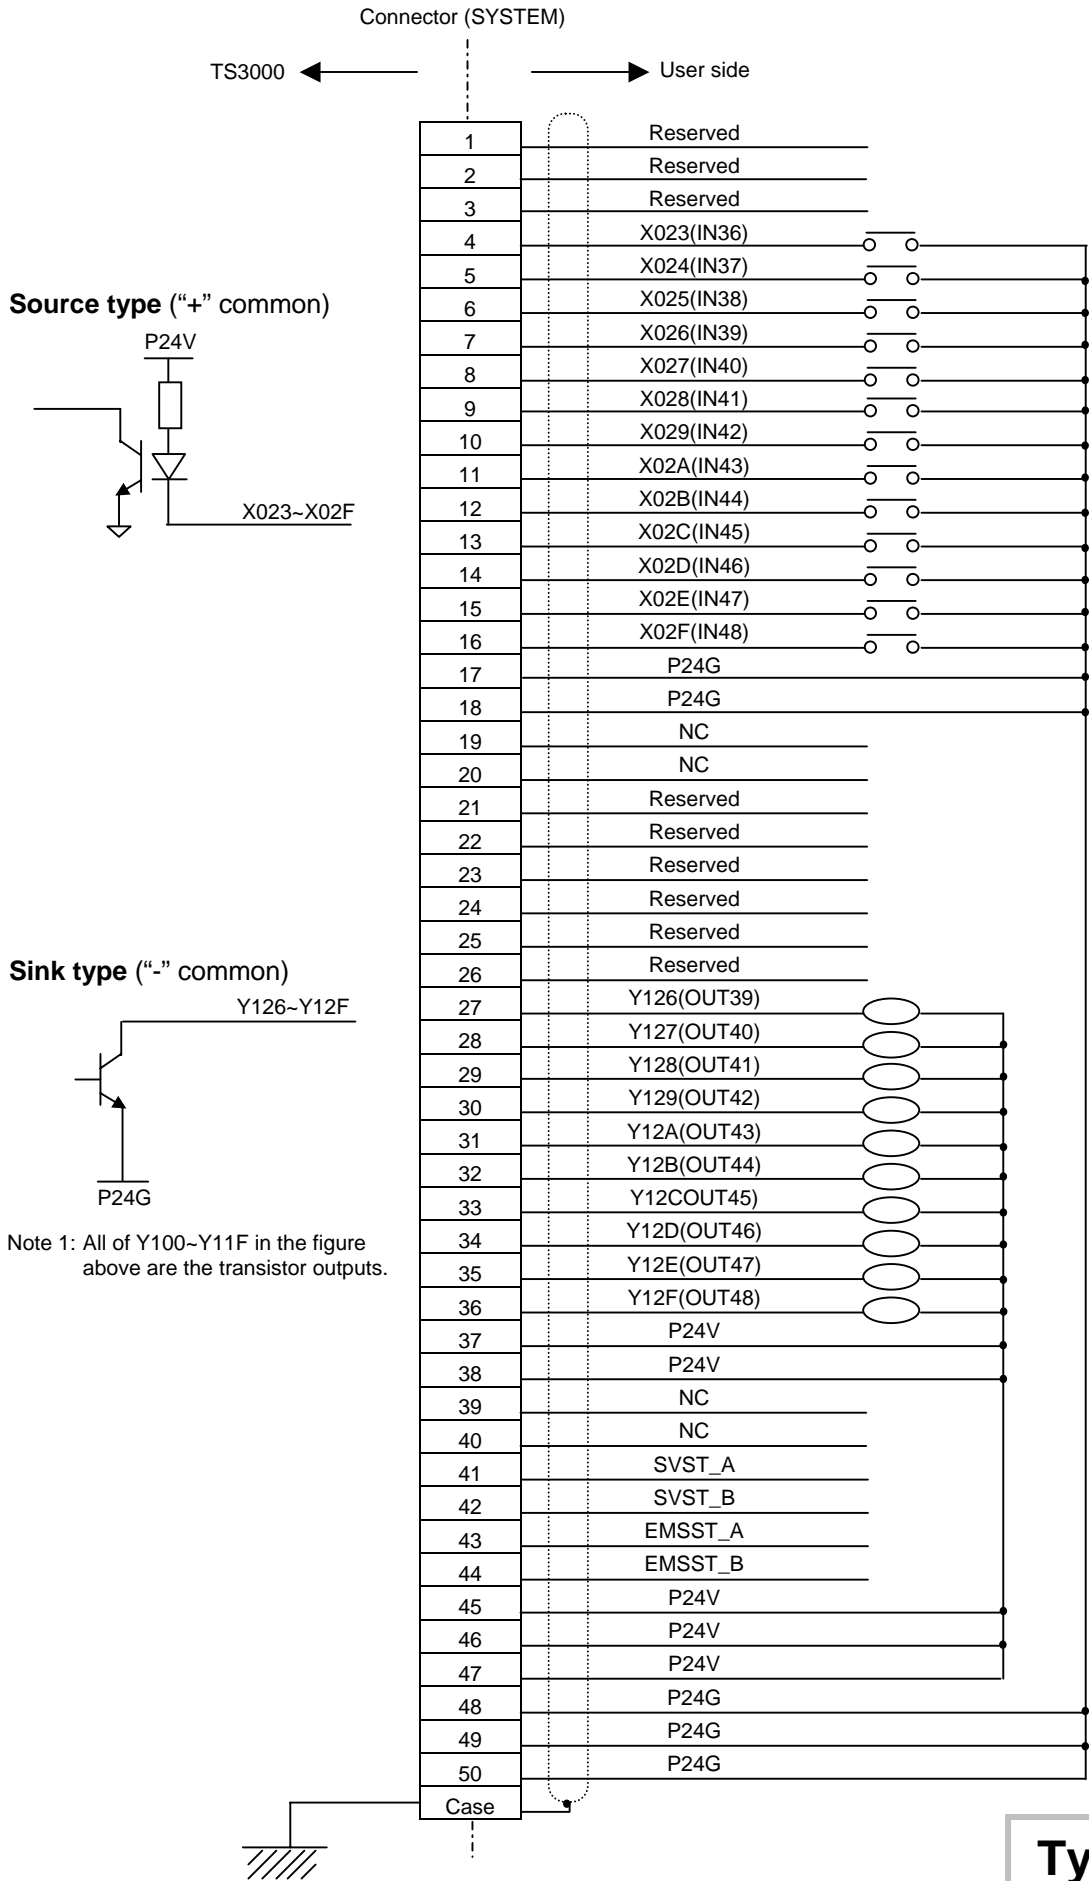 Connector (SYSTEM)
TS3000
User side
1 Reserved
2 Reserved
3 Reserved
4 X023(IN36)
5 X024(IN37)
6 X025(IN38)
7 X026(IN39)
8 X027(IN40)
9 X028(IN41)
10 X029(IN42)
11 X02A(IN43)
12 X02B(IN44)
13 X02C(IN45)
14 X02D(IN46)
15 X02E(IN47)
16 X02F(IN48)
17 P24G
18 P24G
19 NC
20 NC
21 Reserved
22 Reserved
23 Reserved
24 Reserved
25 Reserved
26 Reserved
27 Y126(OUT39)
28 Y127(OUT40)
29 Y128(OUT41)
30 Y129(OUT42)
31 Y12A(OUT43)
32 Y12B(OUT44)
33 Y12COUT45)
34 Y12D(OUT46)
35 Y12E(OUT47)
36 Y12F(OUT48)
37 P24V
38 P24V
39 NC
40 NC
41 SVST_A
42 SVST_B
43 EMSST_A
44 EMSST_B
45 P24V
46 P24V
47 P24V
48 P24G
49 P24G
50 P24G
Case
Source type (“+” common)
P24V
X023~X02F
Sink type (“-” common)
Y126~Y12F
P24G
Note 1: All of Y100~Y11F in the figure
above are the transistor outputs.
Ty